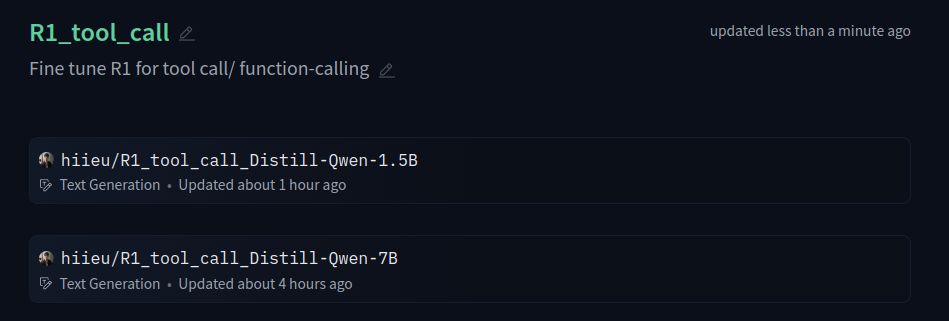 R1_tool_call
updated less than a minute ago
Fine tune R1 for tool call/ function-calling
hiieu/R1_tool_call_Distill-Qwen-1.5B
Text Generation • Updated about 1 hour ago
hiieu/R1_tool_call_Distill-Qwen-7B
Text Generation • Updated about 4 hours ago